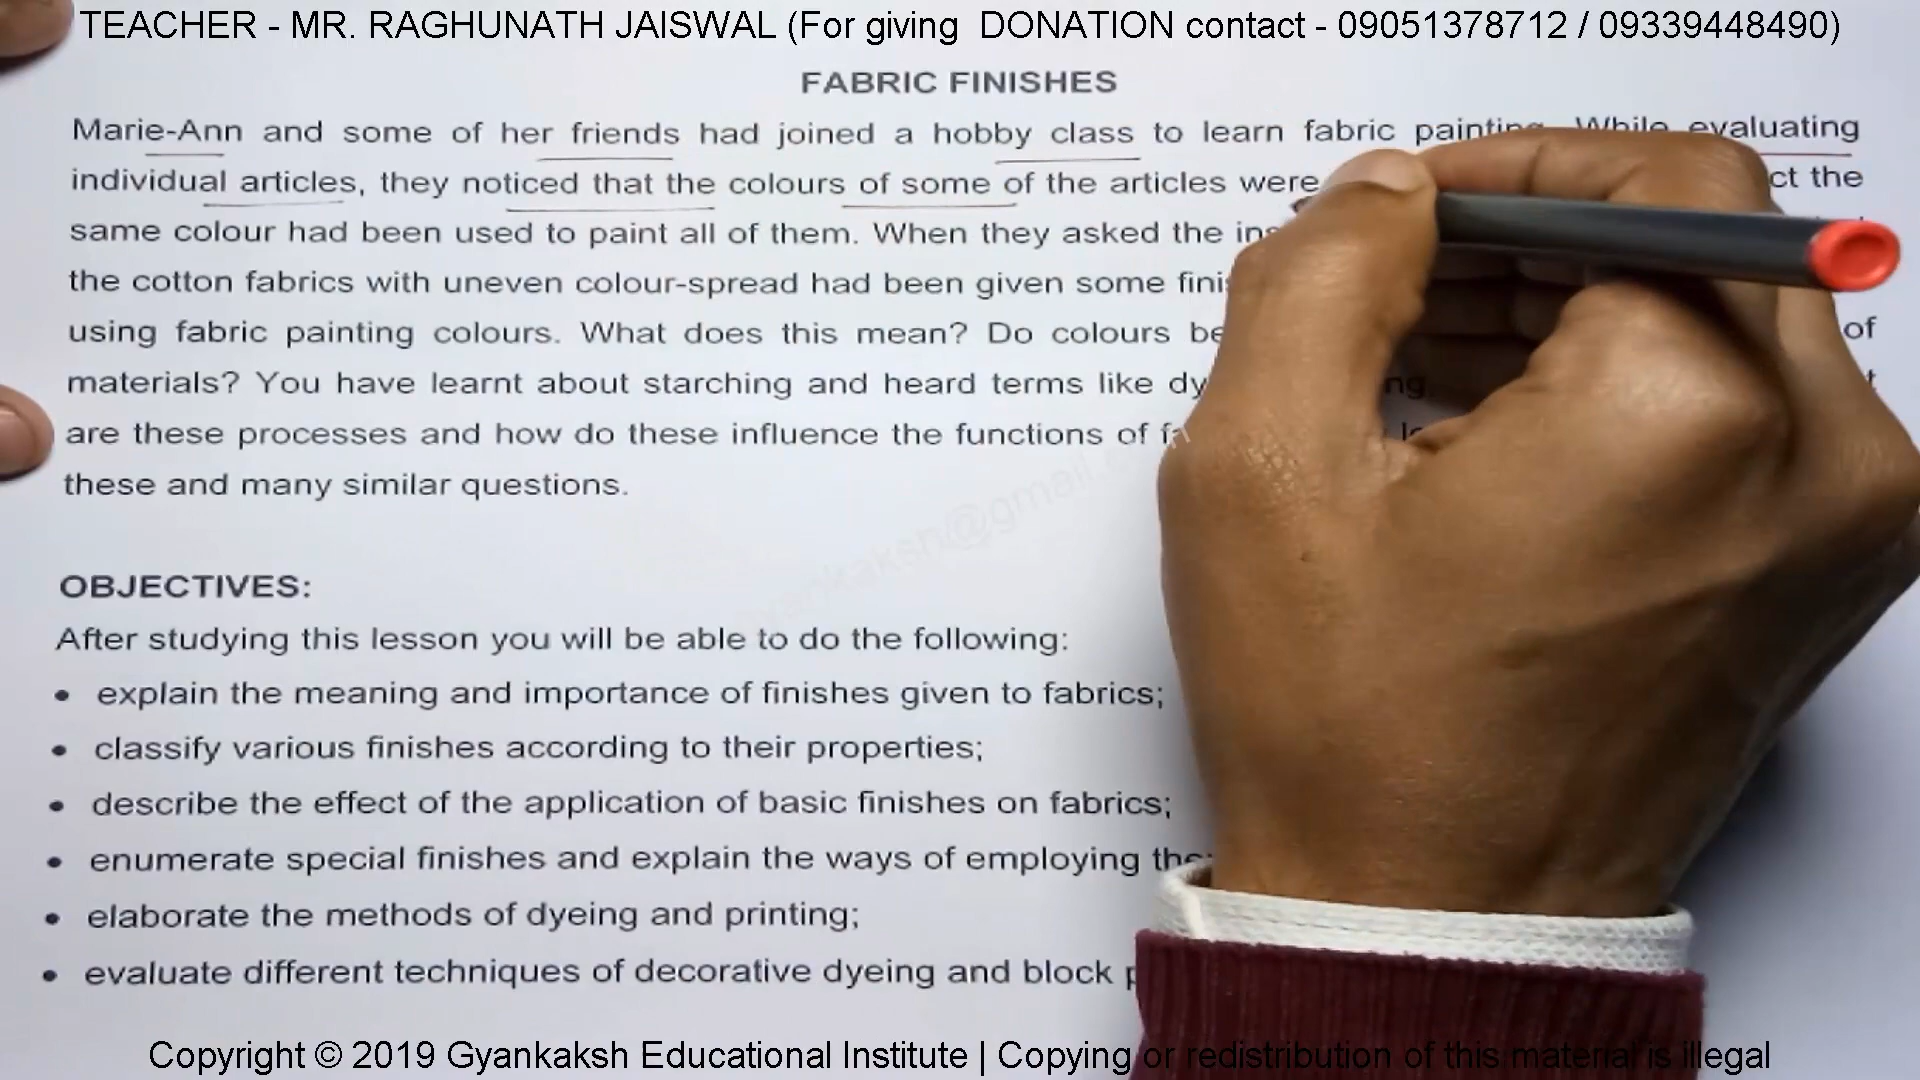 TEACHER - MR. RAGHUNATH JAISWAL (For giving DONATION contact - 09051378712 / 09339448490)
FABRIC FINISHES
Marie-Ann and some of her friends had joined a hobby class to learn fabric painting. While evaluating
individual articles, they noticed that the colours of some of the articles were ct the
same colour had been used to paint all of them. When they asked the ins
the cotton fabrics with uneven colour-spread had been given some finis
using fabric painting colours. What does this mean? Do colours be of
materials? You have learnt about starching and heard terms like dy ng,
are these processes and how do these influence the functions of fa
these and many similar questions.
gyankaksh@gmail.c
OBJECTIVES:
After studying this lesson you will be able to do the following:
• explain the meaning and importance of finishes given to fabrics;
• classify various finishes according to their properties;
• describe the effect of the application of basic finishes on fabrics;
• enumerate special finishes and explain the ways of employing the
• elaborate the methods of dyeing and printing;
• evaluate different techniques of decorative dyeing and block p
Copyright © 2019 Gyankaksh Educational Institute | Copying or redistribution of this material is illegal